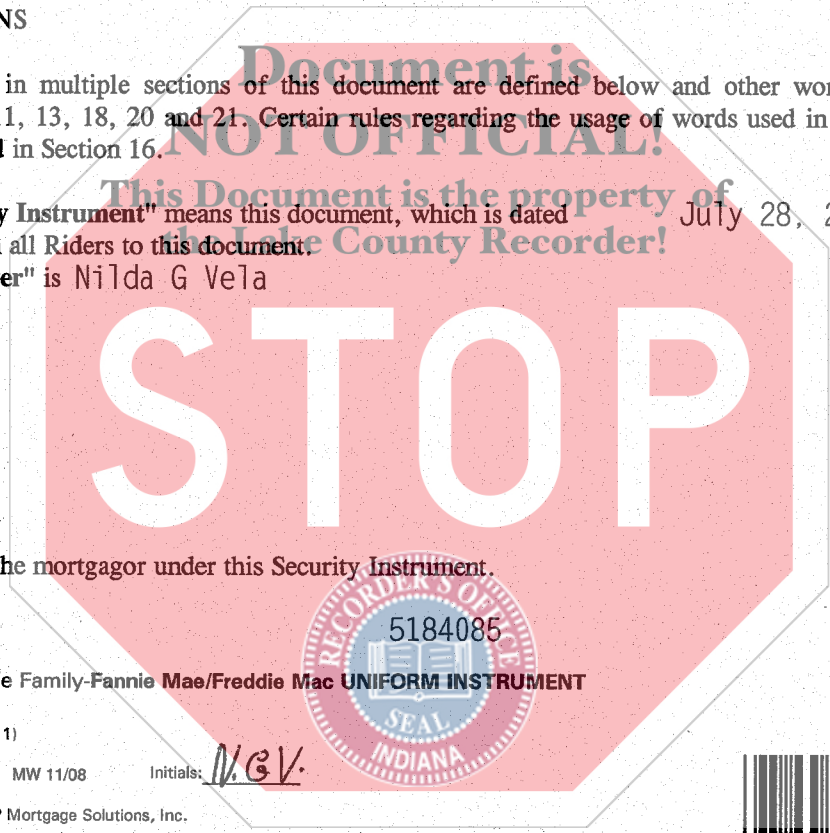 NS
Document is
in multiple sections of this document are defined below and other wor
1, 13, 18, 20 and 21. Certain rules regarding the usage of words used in
NOT OFFICIAL!
in Section 16.
This Document is the property of
y Instrument" means this document, which is dated July 28, 2
all Riders to this document.
the Lake County Recorder!
er" is Nilda G Vela
STOP
he mortgagor under this Security Instrument.
RECORDER'S OFFICE
5184085
e Family-Fannie Mae/Freddie Mac UNIFORM INSTRUMENT
SEAL
1)
INDIANA
MW 11/08 Initials: N.G.V.
Mortgage Solutions, Inc.